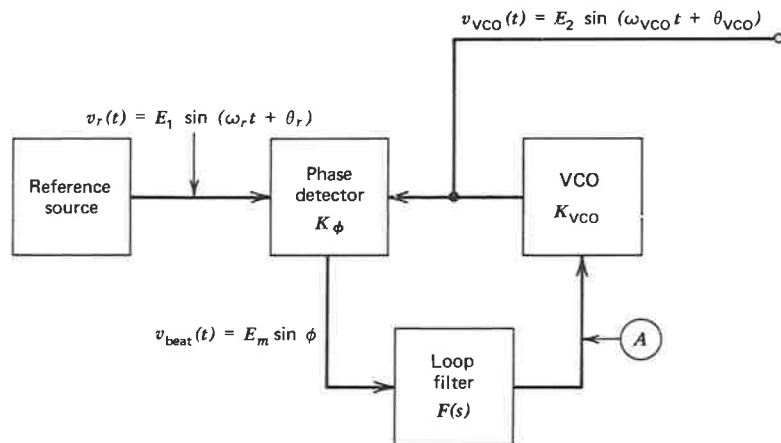 v_VCO(t) = E_2 sin (ω_VCO t + θ_VCO)
v_r(t) = E_1 sin (ω_r t + θ_r)
Reference
source
Phase
detector
K_ϕ
VCO
K_VCO
v_beat(t) = E_m sin ϕ
Loop
filter
F(s)
A